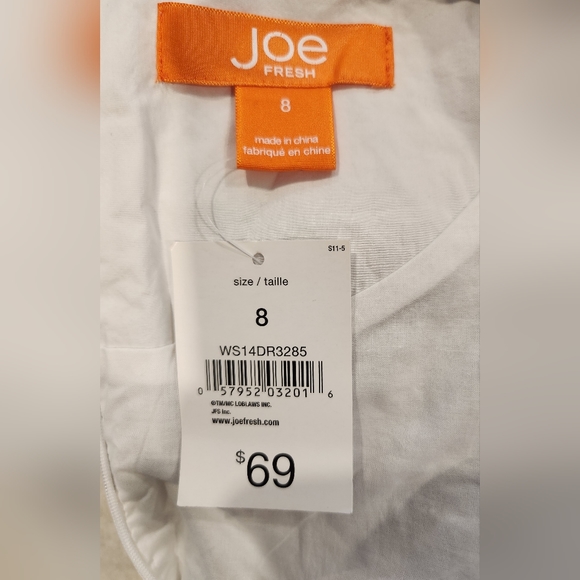 Joe
FRESH
8
made in china
fabriqué en chine
S11-5
size / taille
8
WS14DR3285
0 57952 03201 6
©TM/MC LOBLAWS INC.
JFS Inc.
www.joefresh.com
$69